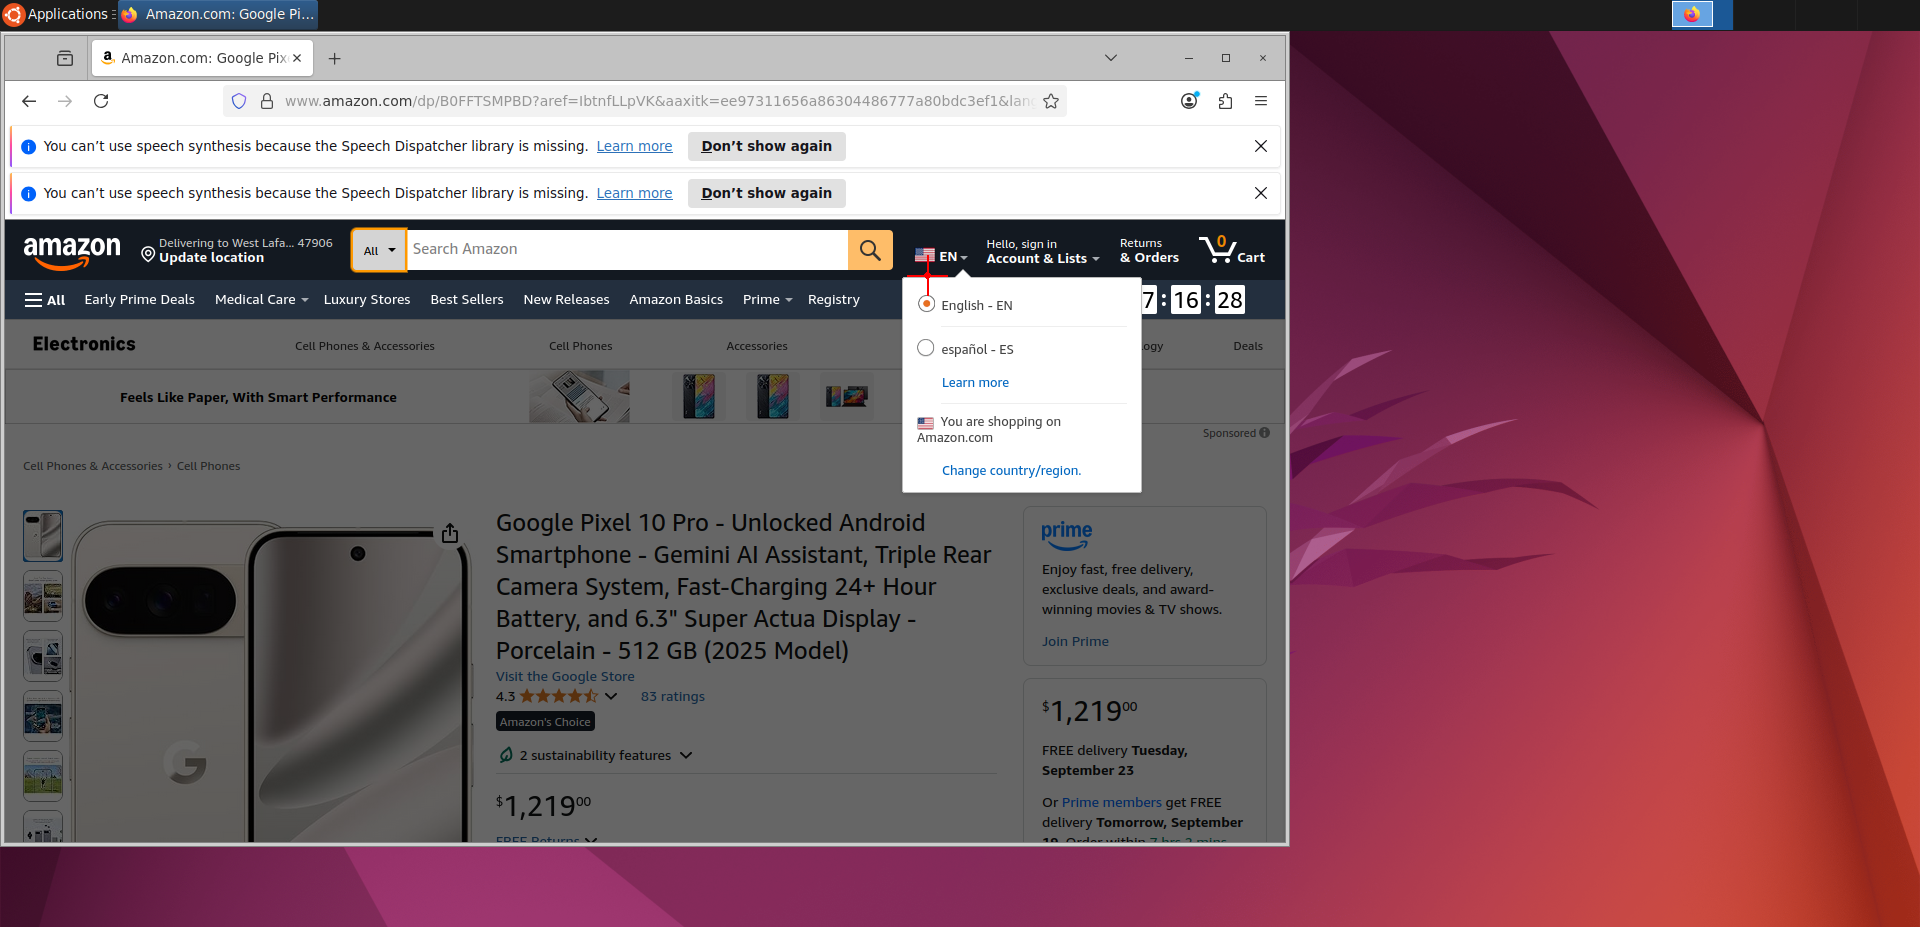 Applications
Amazon.com: Google Pi...
Amazon.com: Google Pix
www.amazon.com/dp/B0FFTSMPBD?aref=IbtnfLLpVK&aaxitk=ee97311656a86304486777a80bdc3ef1&lang
You can't use speech synthesis because the Speech Dispatcher library is missing. Learn more Don't show again
You can't use speech synthesis because the Speech Dispatcher library is missing. Learn more Don't show again
amazon
Delivering to West Lafa... 47906
Update location
All
Search Amazon
EN
Hello, sign in
Account & Lists
Returns
& Orders
0
Cart
All Early Prime Deals Medical Care Luxury Stores Best Sellers New Releases Amazon Basics Prime Registry
7 : 16 : 28
English - EN
español - ES
Learn more
You are shopping on
Amazon.com
Change country/region.
Electronics Cell Phones & Accessories Cell Phones Accessories ogy Deals
Feels Like Paper, With Smart Performance
Sponsored
Cell Phones & Accessories › Cell Phones
Google Pixel 10 Pro - Unlocked Android
Smartphone - Gemini AI Assistant, Triple Rear
Camera System, Fast-Charging 24+ Hour
Battery, and 6.3" Super Actua Display -
Porcelain - 512 GB (2025 Model)
Visit the Google Store
4.3 83 ratings
Amazon's Choice
2 sustainability features
$1,21900
FREE Returns
prime
Enjoy fast, free delivery,
exclusive deals, and award-
winning movies & TV shows.
Join Prime
$1,21900
FREE delivery Tuesday,
September 23
Or Prime members get FREE
delivery Tomorrow, September
19. Order within 7 hrs 2 mins